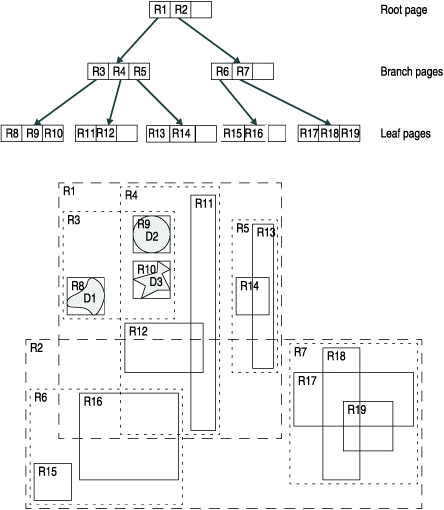 R1 R2 Root page
R3 R4 R5 R6 R7 Branch pages
R8 R9 R10 R11 R12 R13 R14 R15 R16 R17 R18 R19 Leaf pages
R1 R4
R11
R3 R9 R5 R13
D2
R10
R8 D3 R14
D1
R12
R2 R7 R18
R17
R6
R16 R19
R15